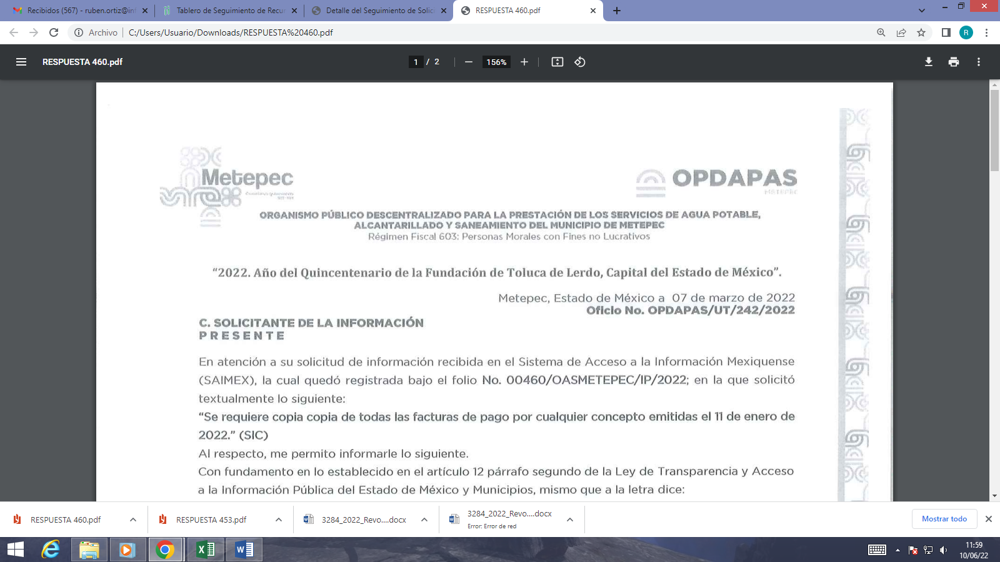 Recibidos (567) - ruben.ortiz@inf
Tablero de Seguimiento de Recur
Detalle del Seguimiento de Solici
RESPUESTA 460.pdf
Archivo
C:/Users/Usuario/Downloads/RESPUESTA%20460.pdf
R
RESPUESTA 460.pdf
1 / 2
156%
Metepec
OPDAPAS
METEPEC
ORGANISMO PÚBLICO DESCENTRALIZADO PARA LA PRESTACIÓN DE LOS SERVICIOS DE AGUA POTABLE,
ALCANTARILLADO Y SANEAMIENTO DEL MUNICIPIO DE METEPEC
Régimen Fiscal 603: Personas Morales con Fines no Lucrativos
“2022. Año del Quincentenario de la Fundación de Toluca de Lerdo, Capital del Estado de México”.
Metepec, Estado de México a 07 de marzo de 2022
Oficio No. OPDAPAS/UT/242/2022
C. SOLICITANTE DE LA INFORMACIÓN
P R E S E N T E
En atención a su solicitud de información recibida en el Sistema de Acceso a la Información Mexiquense
(SAIMEX), la cual quedó registrada bajo el folio No. 00460/OASMETEPEC/IP/2022; en la que solicitó
textualmente lo siguiente:
“Se requiere copia copia de todas las facturas de pago por cualquier concepto emitidas el 11 de enero de
2022.” (SIC)
Al respecto, me permito informarle lo siguiente.
Con fundamento en lo establecido en el artículo 12 párrafo segundo de la Ley de Transparencia y Acceso
a la Información Pública del Estado de México y Municipios, mismo que a la letra dice:
RESPUESTA 460.pdf
RESPUESTA 453.pdf
3284_2022_Revo....docx
3284_2022_Revo....docx
Error: Error de red
Mostrar todo
11:59
10/06/22